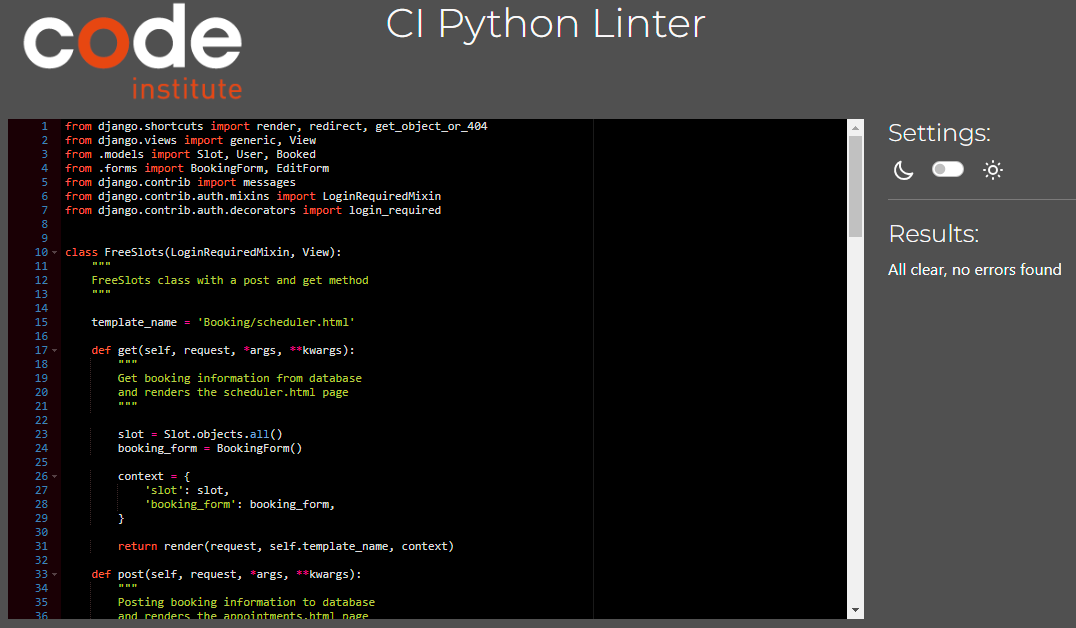 code
institute
CI Python Linter
1 from django.shortcuts import render, redirect, get_object_or_404
2 from django.views import generic, View
3 from .models import Slot, User, Booked
4 from .forms import BookingForm, EditForm
5 from django.contrib import messages
6 from django.contrib.auth.mixins import LoginRequiredMixin
7 from django.contrib.auth.decorators import login_required
8
9
10 class FreeSlots(LoginRequiredMixin, View):
11 """
12 FreeSlots class with a post and get method
13 """
14
15 template_name = 'Booking/scheduler.html'
16
17 def get(self, request, *args, **kwargs):
18 """
19 Get booking information from database
20 and renders the scheduler.html page
21 """
22
23 slot = Slot.objects.all()
24 booking_form = BookingForm()
25
26 context = {
27 'slot': slot,
28 'booking_form': booking_form,
29 }
30
31 return render(request, self.template_name, context)
32
33 def post(self, request, *args, **kwargs):
34 """
35 Posting booking information to database
36 and renders the appointments.html page
Settings:
Results:
All clear, no errors found